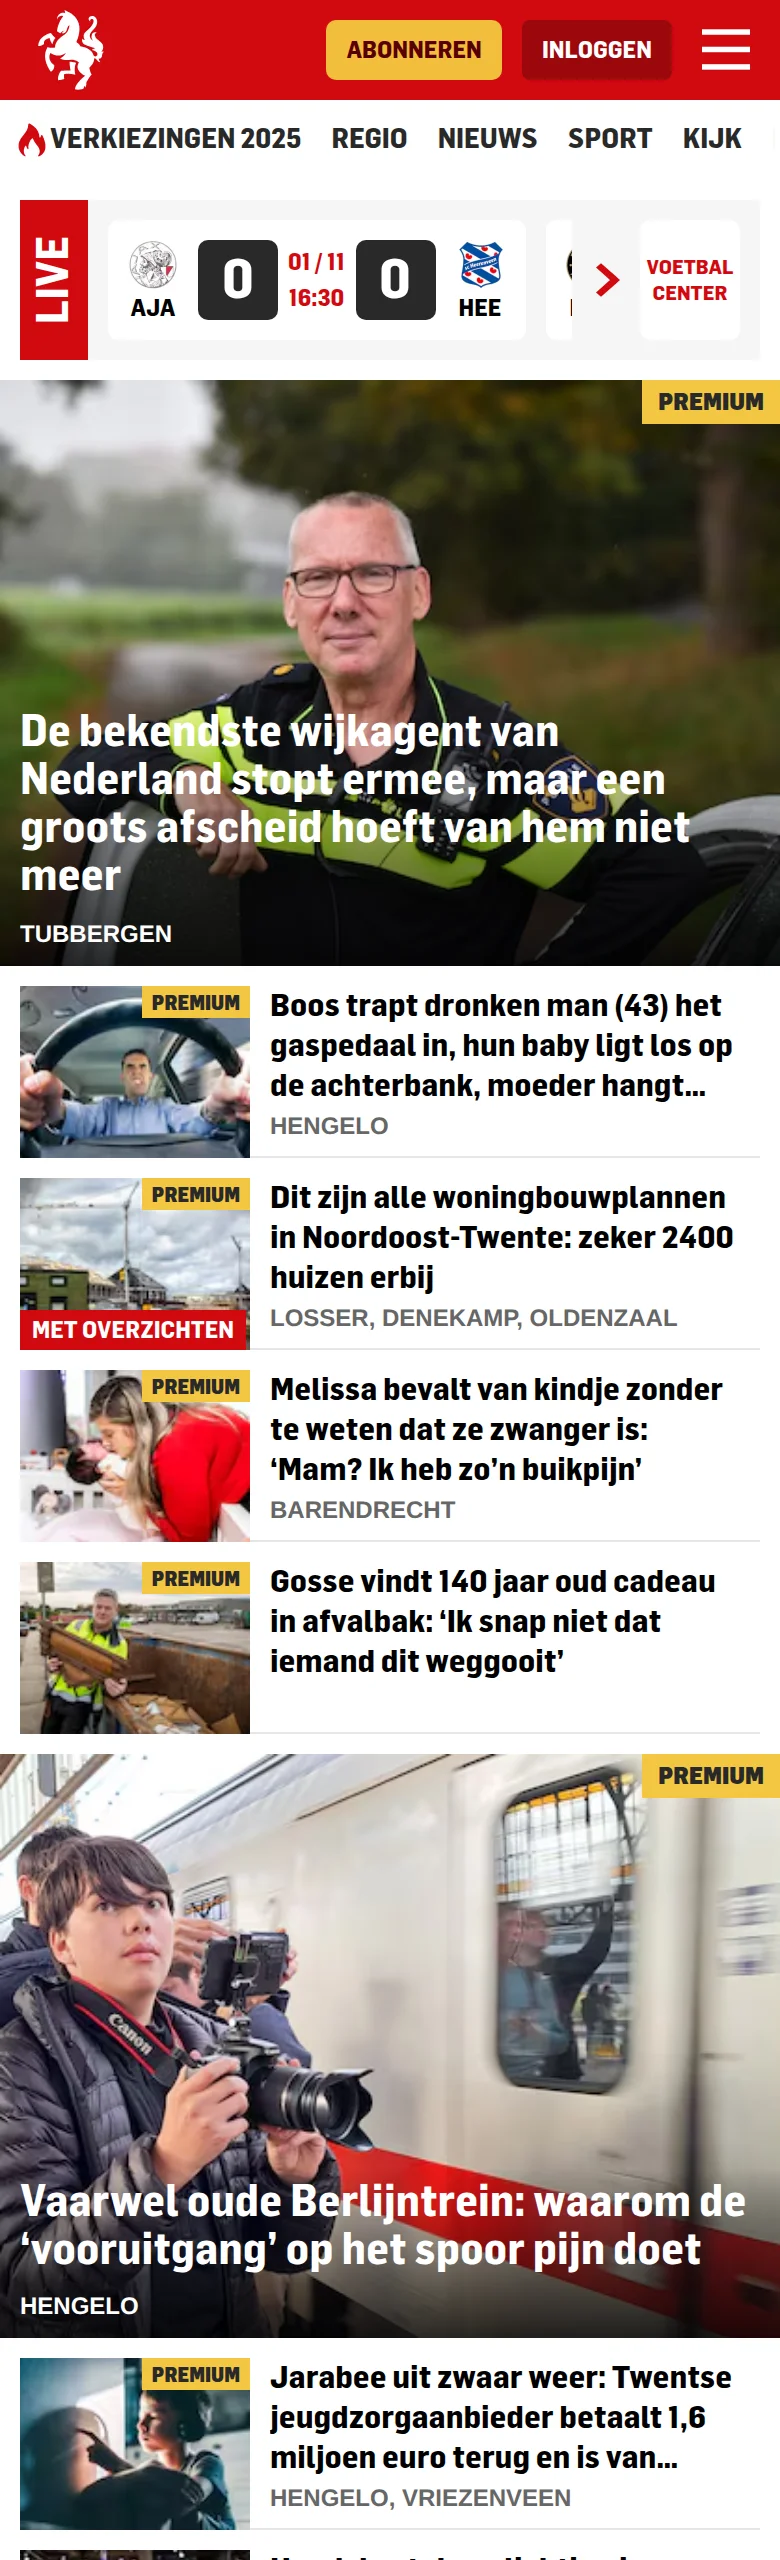 ABONNEREN
INLOGGEN
VERKIEZINGEN 2025
REGIO
NIEUWS
SPORT
KIJK
LIVE
AJA
0
01 / 11
16:30
0
HEE
VOETBAL
CENTER
PREMIUM
De bekendste wijkagent van
Nederland stopt ermee, maar een
groots afscheid hoeft van hem niet
meer
TUBBERGEN
PREMIUM
Boos trapt dronken man (43) het
gaspedaal in, hun baby ligt los op
de achterbank, moeder hangt...
HENGELO
PREMIUM
MET OVERZICHTEN
Dit zijn alle woningbouwplannen
in Noordoost-Twente: zeker 2400
huizen erbij
LOSSER, DENEKAMP, OLDENZAAL
PREMIUM
Melissa bevalt van kindje zonder
te weten dat ze zwanger is:
‘Mam? Ik heb zo’n buikpijn’
BARENDRECHT
PREMIUM
Gosse vindt 140 jaar oud cadeau
in afvalbak: ‘Ik snap niet dat
iemand dit weggooit’
PREMIUM
Canon
Vaarwel oude Berlijntrein: waarom de
‘vooruitgang’ op het spoor pijn doet
HENGELO
PREMIUM
Jarabee uit zwaar weer: Twentse
jeugdzorgaanbieder betaalt 1,6
miljoen euro terug en is van...
HENGELO, VRIEZENVEEN